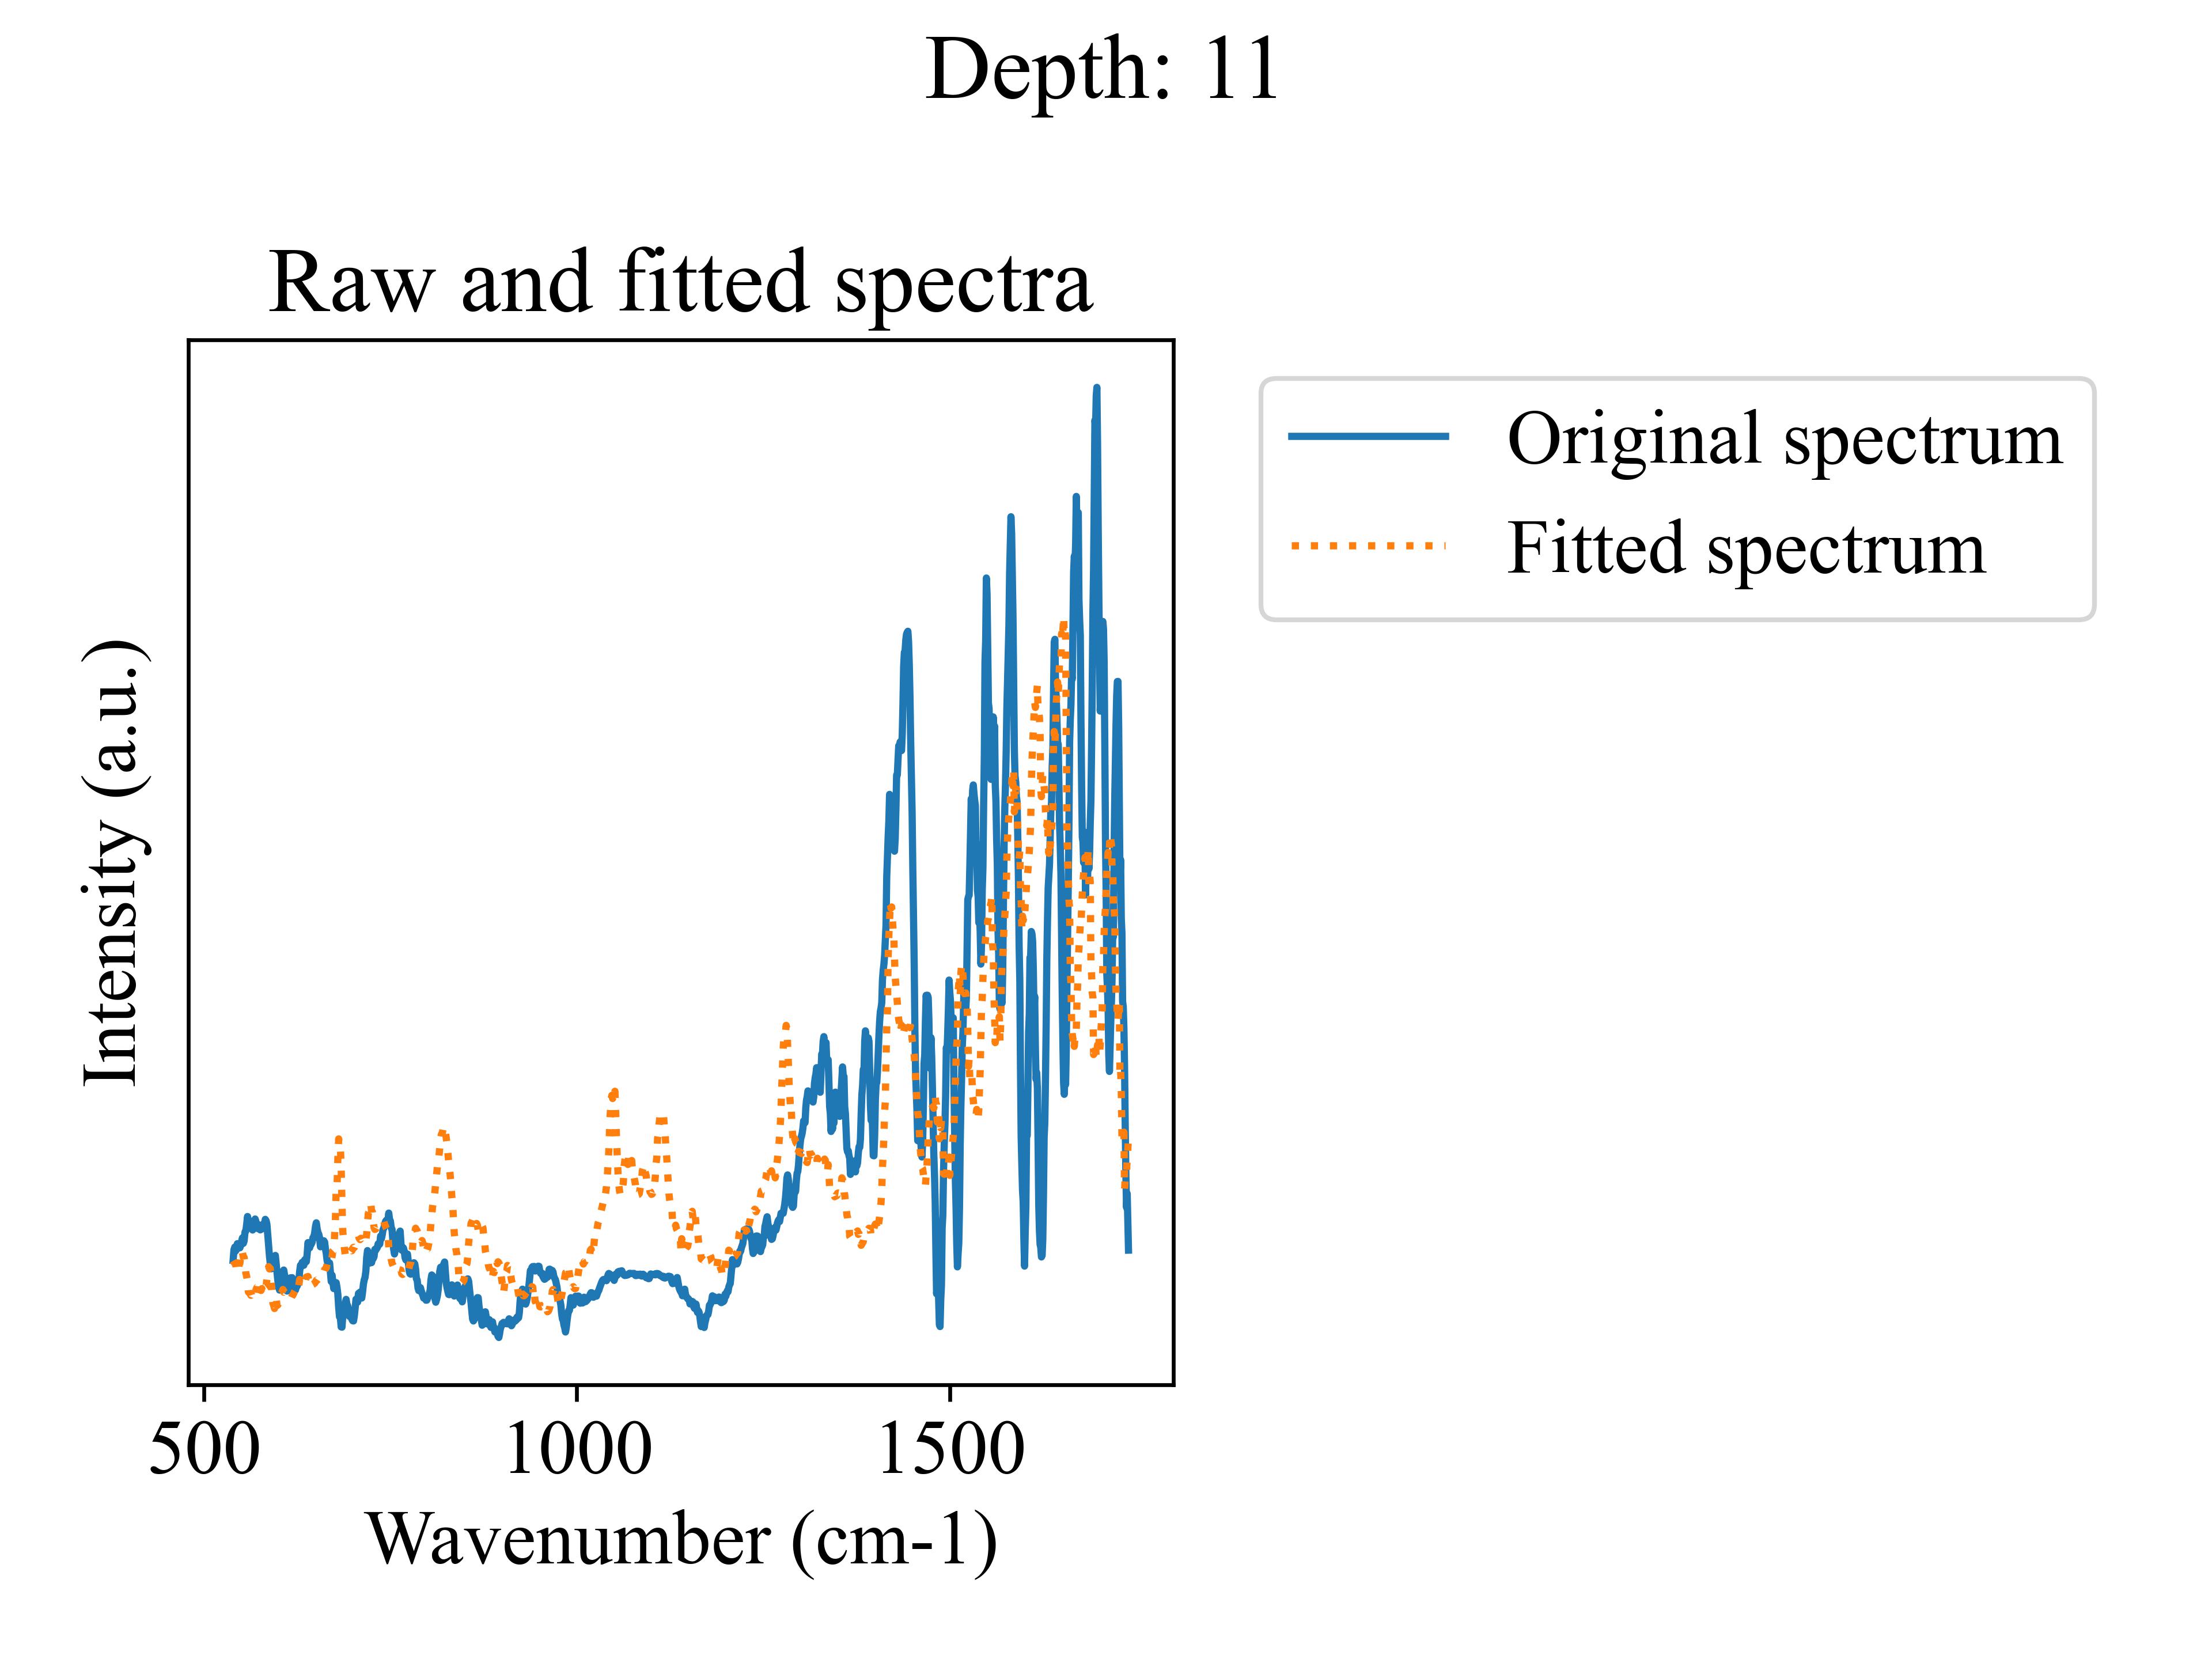 Depth: 11
Raw and fitted spectra
Original spectrum
Fitted spectrum
Intensity (a.u.)
500 1000 1500
Wavenumber (cm-1)